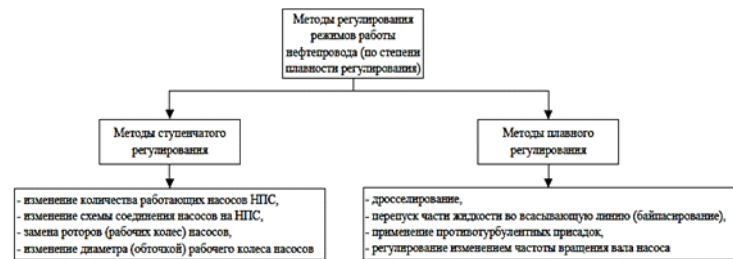 Методы регулирования
режимов работы
нефтепровода (по степени
плавности регулирования)
Методы ступенчатого
регулирования
Методы плавного
регулирования
- изменение количества работающих насосов НПС,
- изменение схемы соединения насосов на НПС,
- замена роторов (рабочих колес) насосов,
- изменение диаметра (обточкой) рабочего колеса насосов
- дросселирование,
- перепуск части жидкости во всасывающую линию (байпасирование),
- применение противотурбулентных присадок,
- регулирование изменением частоты вращения вала насоса